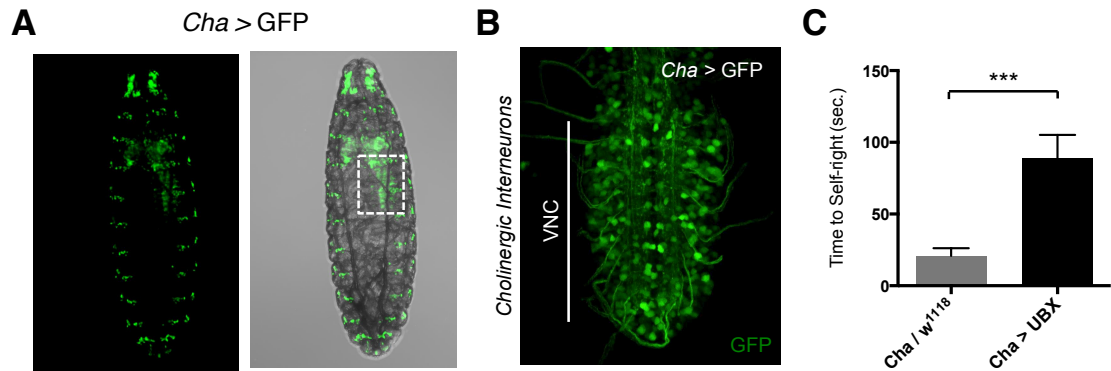 A
Cha > GFP
B
Cha > GFP
Cholinergic Interneurons
VNC
GFP
C
Time to Self-right (sec.)
150
100
50
0
***
Cha / w1118
Cha > UBX